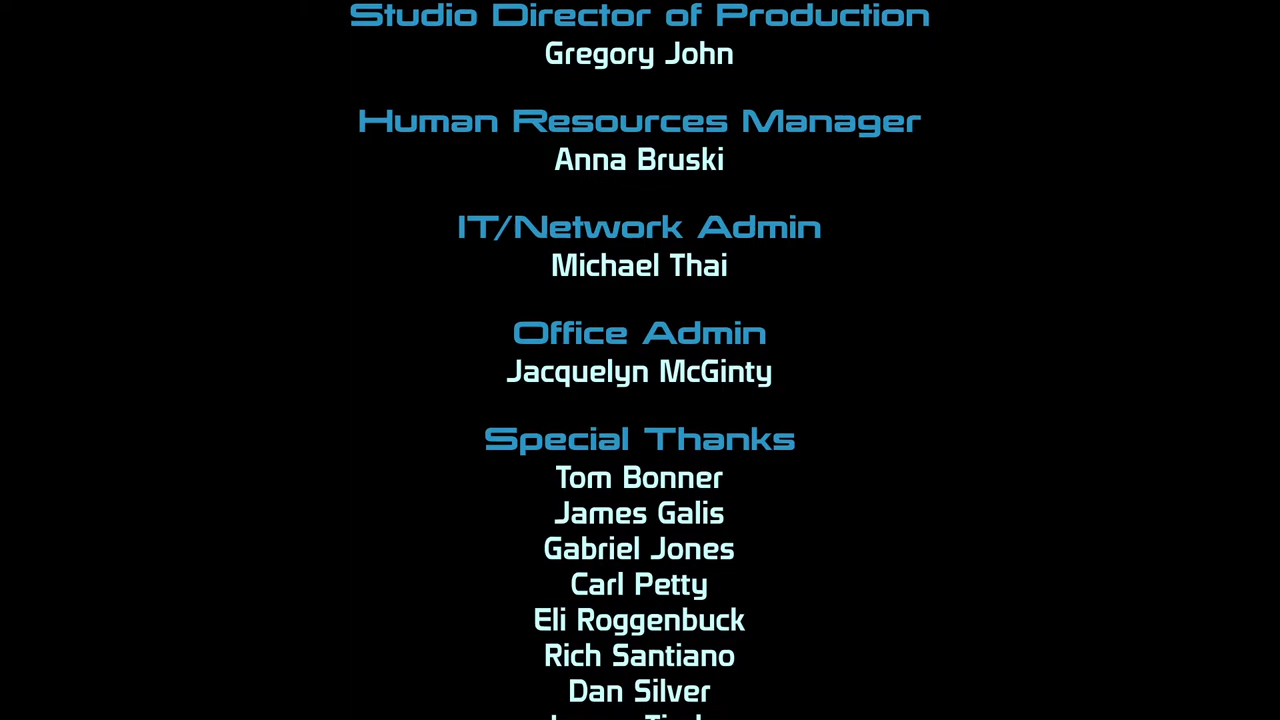 Studio Director of Production
Gregory John
Human Resources Manager
Anna Bruski
IT/Network Admin
Michael Thai
Office Admin
Jacquelyn McGinty
Special Thanks
Tom Bonner
James Galis
Gabriel Jones
Carl Petty
Eli Roggenbuck
Rich Santiano
Dan Silver